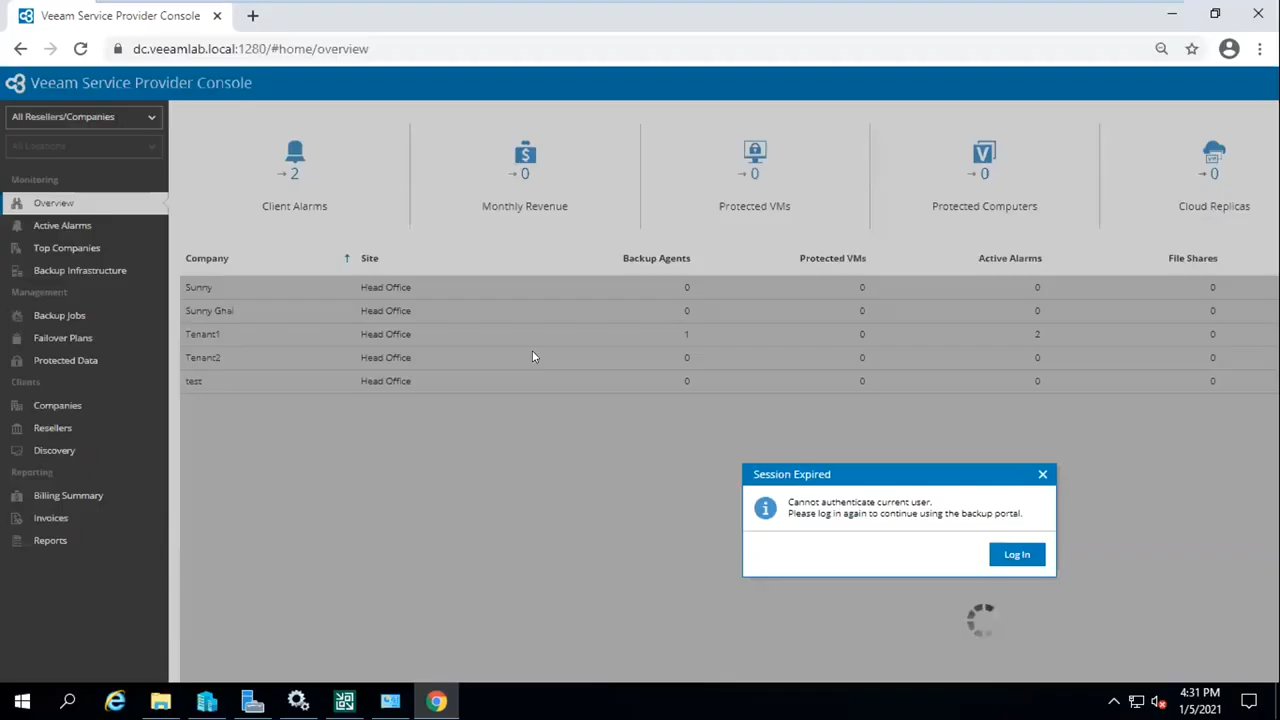 Veeam Service Provider Console
dc.veeamlab.local:1280/#home/overview
Veeam Service Provider Console
All Resellers/Companies
All Locations
Monitoring
Overview
Active Alarms
Top Companies
Backup Infrastructure
Management
Backup Jobs
Failover Plans
Protected Data
Clients
Companies
Resellers
Discovery
Reporting
Billing Summary
Invoices
Reports
→2 →0 →0 →0 →0
Client Alarms Monthly Revenue Protected VMs Protected Computers Cloud Replicas
Company ↑ Site Backup Agents Protected VMs Active Alarms File Shares
Sunny Head Office 0 0 0 0
Sunny Ghai Head Office 0 0 0 0
Tenant1 Head Office 1 0 2 0
Tenant2 Head Office 0 0 0 0
test Head Office 0 0 0 0
Session Expired
Cannot authenticate current user.
Please log in again to continue using the backup portal.
Log In
4:31 PM
1/5/2021